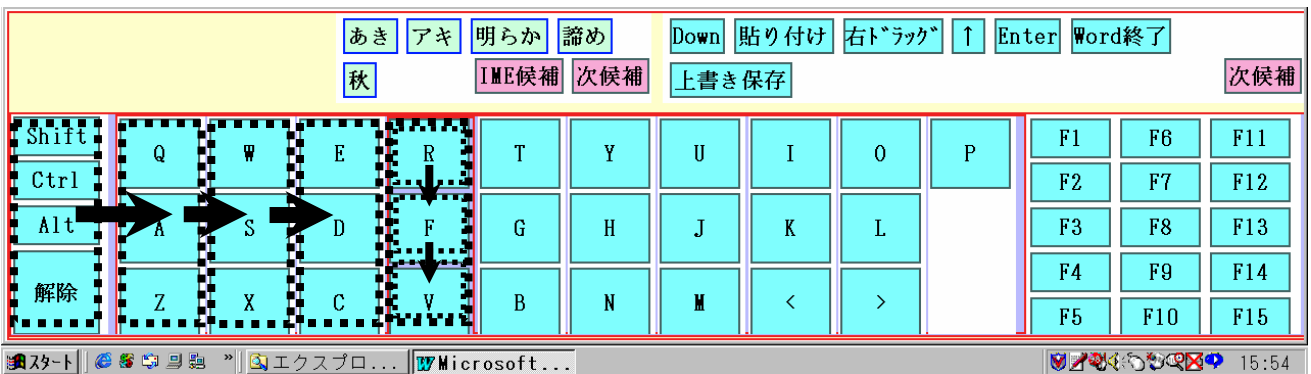 あき アキ 明らか 諦め Down 貼り付け 右ﾄﾞﾗｯｸﾞ ↑ Enter Word終了
秋 IME候補 次候補 上書き保存 次候補
Shift Q W E R T Y U I O P F1 F6 F11
Ctrl F2 F7 F12
Alt A S D F G H J K L F3 F8 F13
F4 F9 F14
解除 Z X C V B N M < > F5 F10 F15
スタート » エクスプロ... Microsoft... 15:54